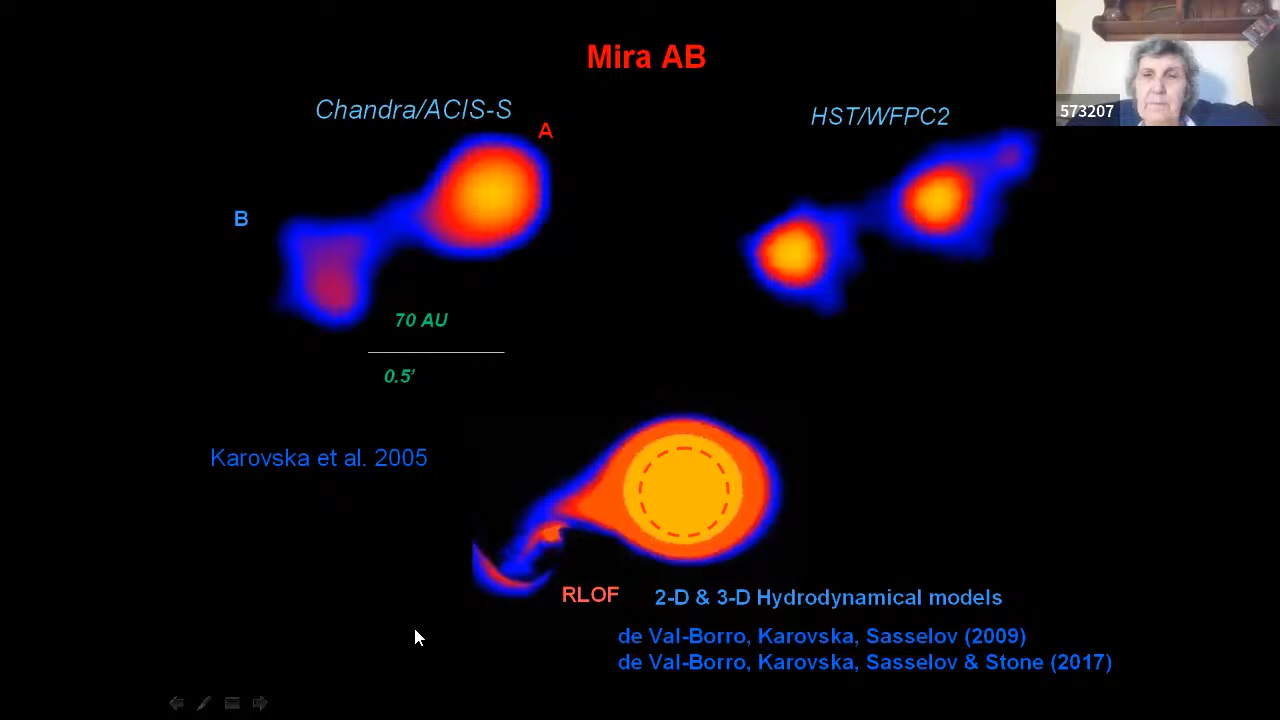 Mira AB
Chandra/ACIS-S
HST/WFPC2
573207
A
B
70 AU
0.5'
Karovska et al. 2005
RLOF
2-D & 3-D Hydrodynamical models
de Val-Borro, Karovska, Sasselov (2009)
de Val-Borro, Karovska, Sasselov & Stone (2017)